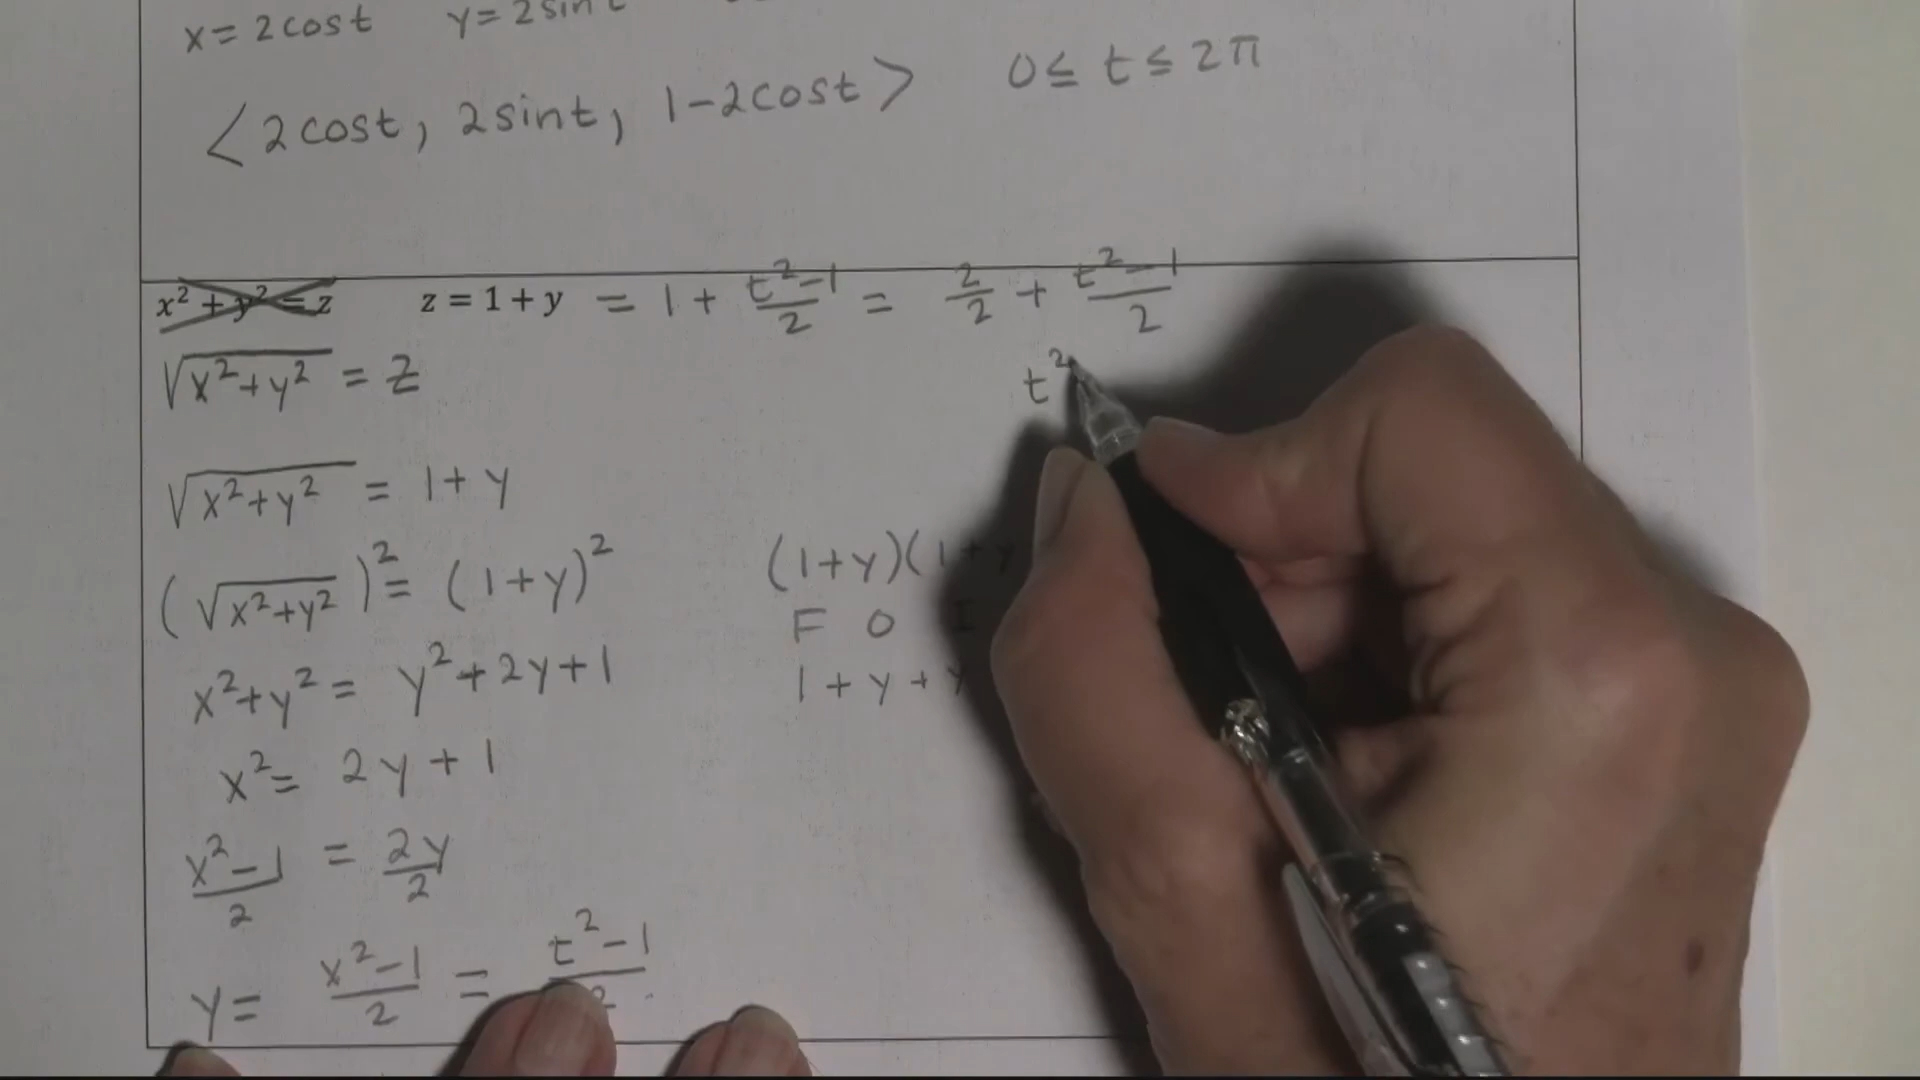 x = 2cost y = 2sint
<2cost, 2sint, 1-2cost> 0 ≤ t ≤ 2π
x² + y² = z z = 1 + y = 1 + (t²-1)/2 = 2/2 + (t²-1)/2
√(x²+y²) = z t²
√(x²+y²) = 1+y
(√(x²+y²))² = (1+y)² (1+y)(1+y
F O I
x²+y² = y²+2y+1 1+y+y
x² = 2y+1
(x²-1)/2 = 2y/2
y = (x²-1)/2 = (t²-1)/2